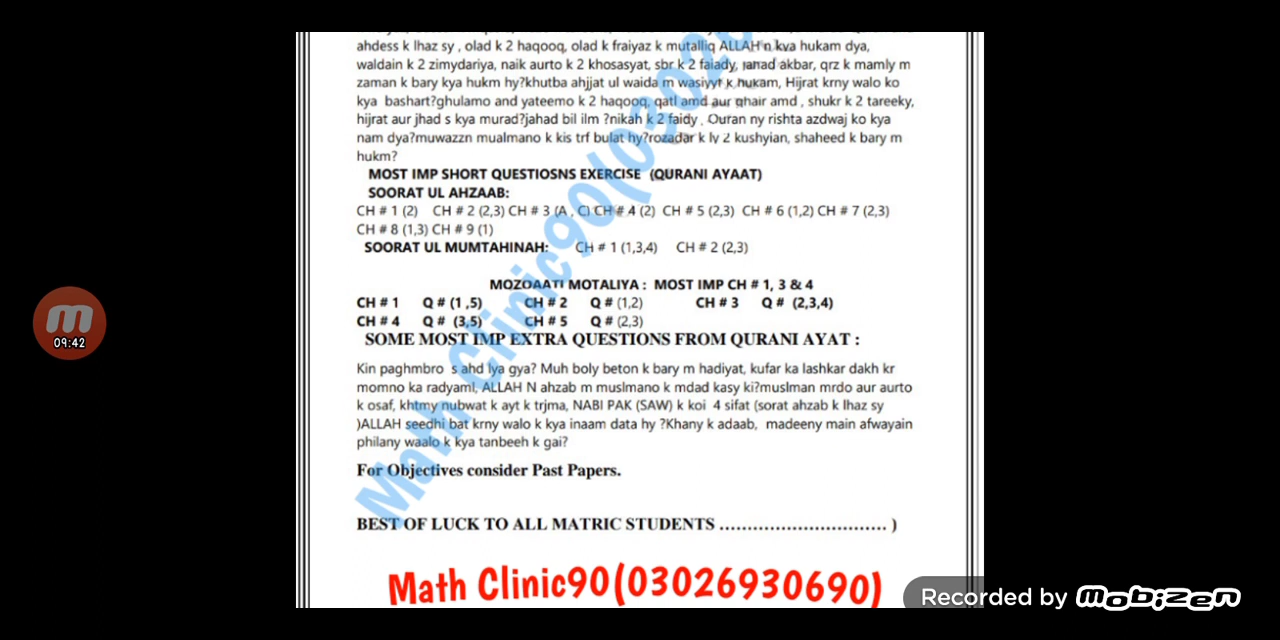 ahdess k lhaz sy , olad k 2 haqooq, olad k fraiyaz k mutalliq ALLAH n kya hukam dya,
waldain k 2 zimydariya, naik aurto k 2 khosasyat, sbr k 2 faiady, akbar, qrz k mamly m
zaman k bary kya hukm hy?khutba ahjjat ul waida m wasiyyt k hukam, Hijrat krny walo ko
kya bashart?ghulamo and yateemo k 2 haqooq, qatl amd aur ghair amd , shukr k 2 tareeky,
hijrat aur jhad s kya murad?jahad bil ilm ?nikah k 2 faidy , Quran ny rishta azdwaj ko kya
nam dya?muwazzn mualmano k kis trf bulat hy?rozadar k ly 2 kushyian, shaheed k bary m
hukm?
MOST IMP SHORT QUESTIOSNS EXERCISE (QURANI AYAAT)
SOORAT UL AHZAAB:
CH # 1 (2) CH # 2 (2,3) CH # 3 (A , C) CH # 4 (2) CH # 5 (2,3) CH # 6 (1,2) CH # 7 (2,3)
CH # 8 (1,3) CH # 9 (1)
SOORAT UL MUMTAHINAH: CH # 1 (1,3,4) CH # 2 (2,3)
MOZOAATI MOTALIYA : MOST IMP CH # 1, 3 & 4
CH # 1 Q # (1 ,5) CH # 2 Q # (1,2) CH # 3 Q # (2,3,4)
CH # 4 Q # (3,5) CH # 5 Q # (2,3)
SOME MOST IMP EXTRA QUESTIONS FROM QURANI AYAT :
Kin paghmbro s ahd lya gya? Muh boly beton k bary m hadiyat, kufar ka lashkar dakh kr
momno ka radyaml, ALLAH N ahzab m muslmano k mdad kasy ki?muslman mrdo aur aurto
k osaf, khtmy nubwat k ayt k trjma, NABI PAK (SAW) k koi 4 sifat (sorat ahzab k lhaz sy
)ALLAH seedhi bat krny walo k kya inaam data hy ?Khany k adaab, madeeny main afwayain
philany waalo k kya tanbeeh k gai?
For Objectives consider Past Papers.
BEST OF LUCK TO ALL MATRIC STUDENTS .............................. )
Math Clinic90(03026930690)
Math Clinic90(03026
09:42
Recorded by mobizen